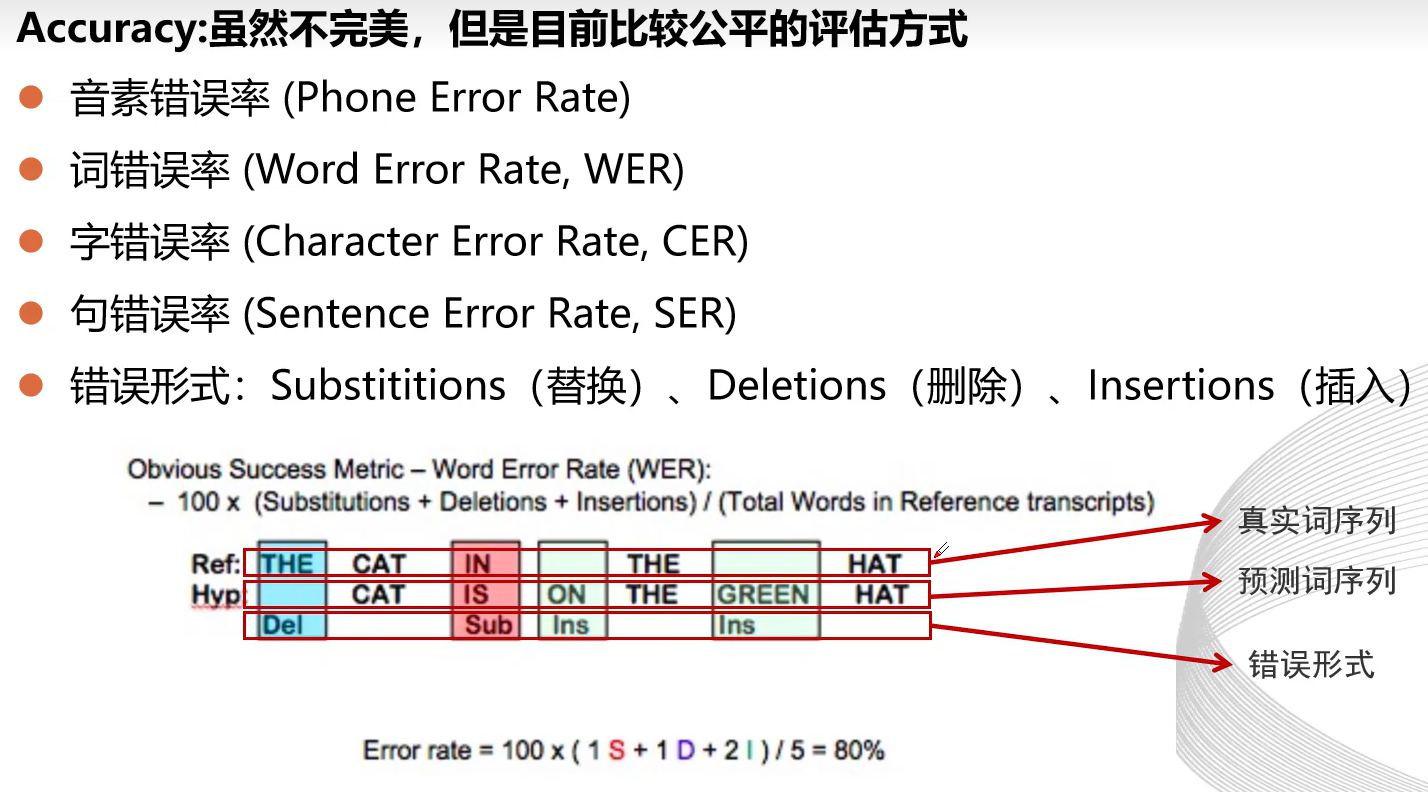 Accuracy:虽然不完美，但是目前比较公平的评估方式
音素错误率 (Phone Error Rate)
词错误率 (Word Error Rate, WER)
字错误率 (Character Error Rate, CER)
句错误率 (Sentence Error Rate, SER)
错误形式：Substititions（替换）、Deletions（删除）、Insertions（插入）
Obvious Success Metric – Word Error Rate (WER):
– 100 x (Substitutions + Deletions + Insertions) / (Total Words in Reference transcripts)
真实词序列
Ref: THE CAT IN THE HAT
预测词序列
Hyp: CAT IS ON THE GREEN HAT
Del Sub Ins Ins
错误形式
Error rate = 100 x ( 1 S + 1 D + 2 I ) / 5 = 80%